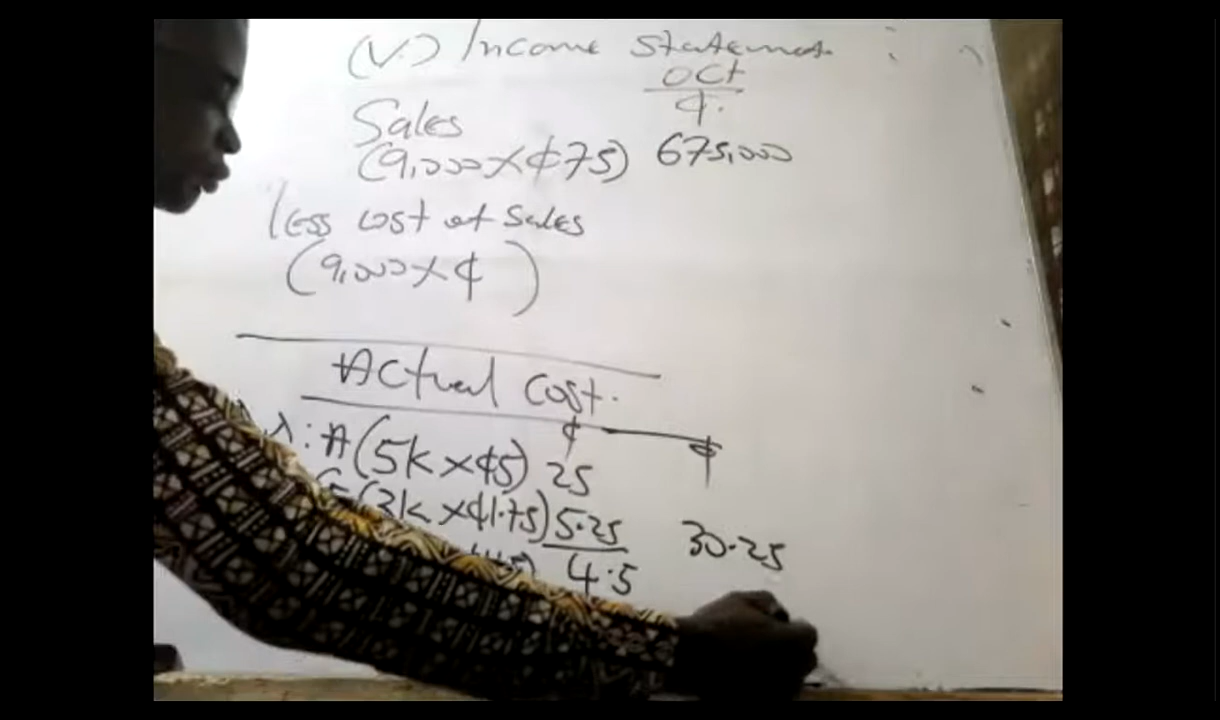 (V.) Income Statement :
Oct
¢.
Sales
(9,000 X ¢75) 675,000
less cost of Sales
(9,000 X ¢ )
Actual Cost.
¢ ¢
: A (5k x ¢5) 25
(3k x ¢1.75) 5.25 30.25
4.5